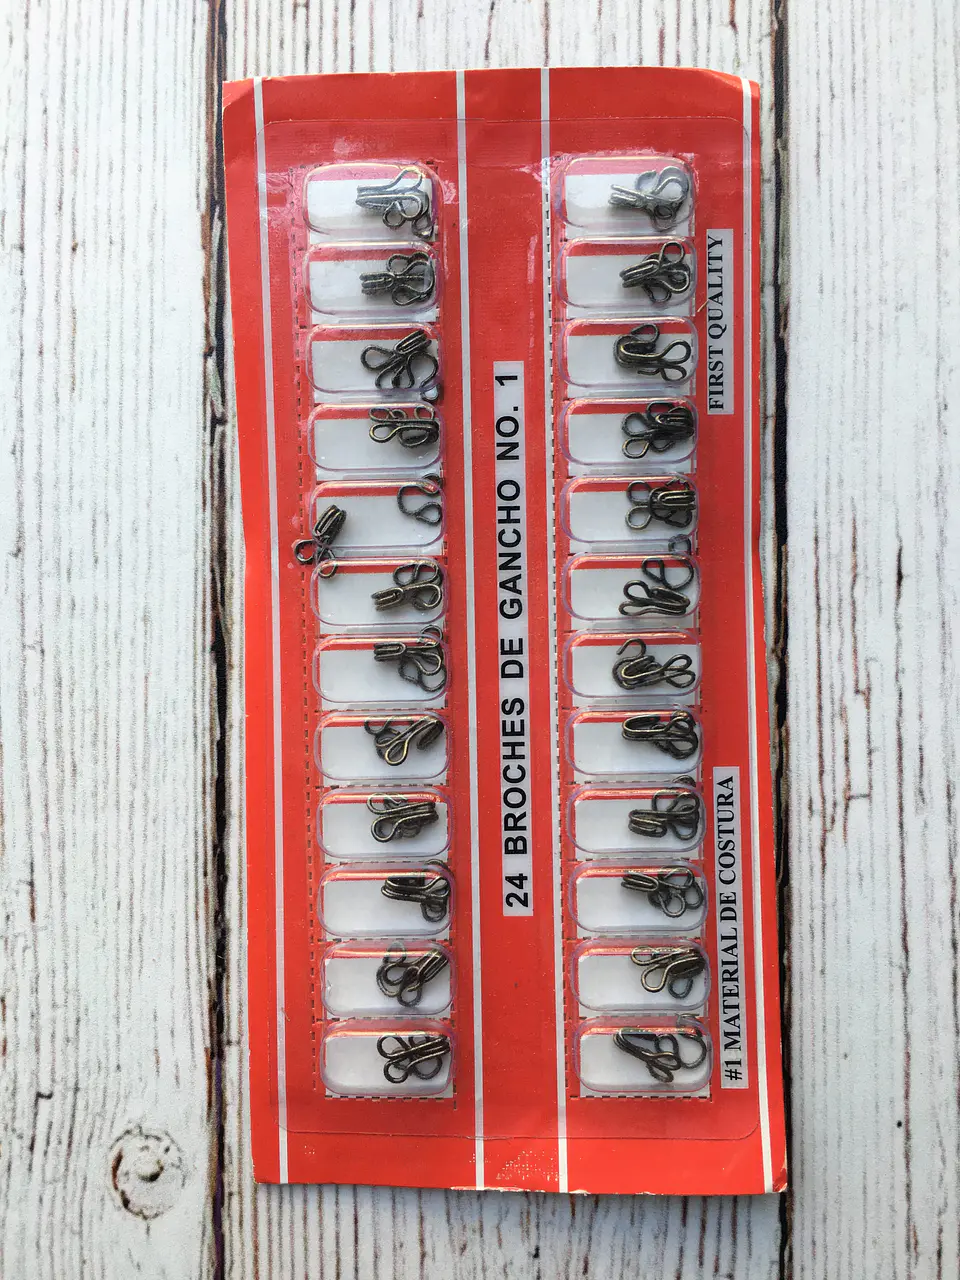 24 BROCHES DE GANCHO NO. 1
#1 MATERIAL DE COSTURA
FIRST QUALITY